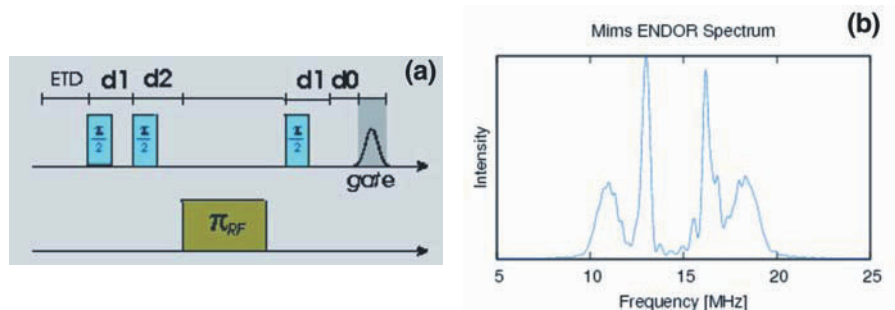 (a)
ETD d1 d2 d1 d0
π/2 π/2 π/2
gate
πRF
(b)
Mims ENDOR Spectrum
Intensity
5 10 15 20 25
Frequency [MHz]